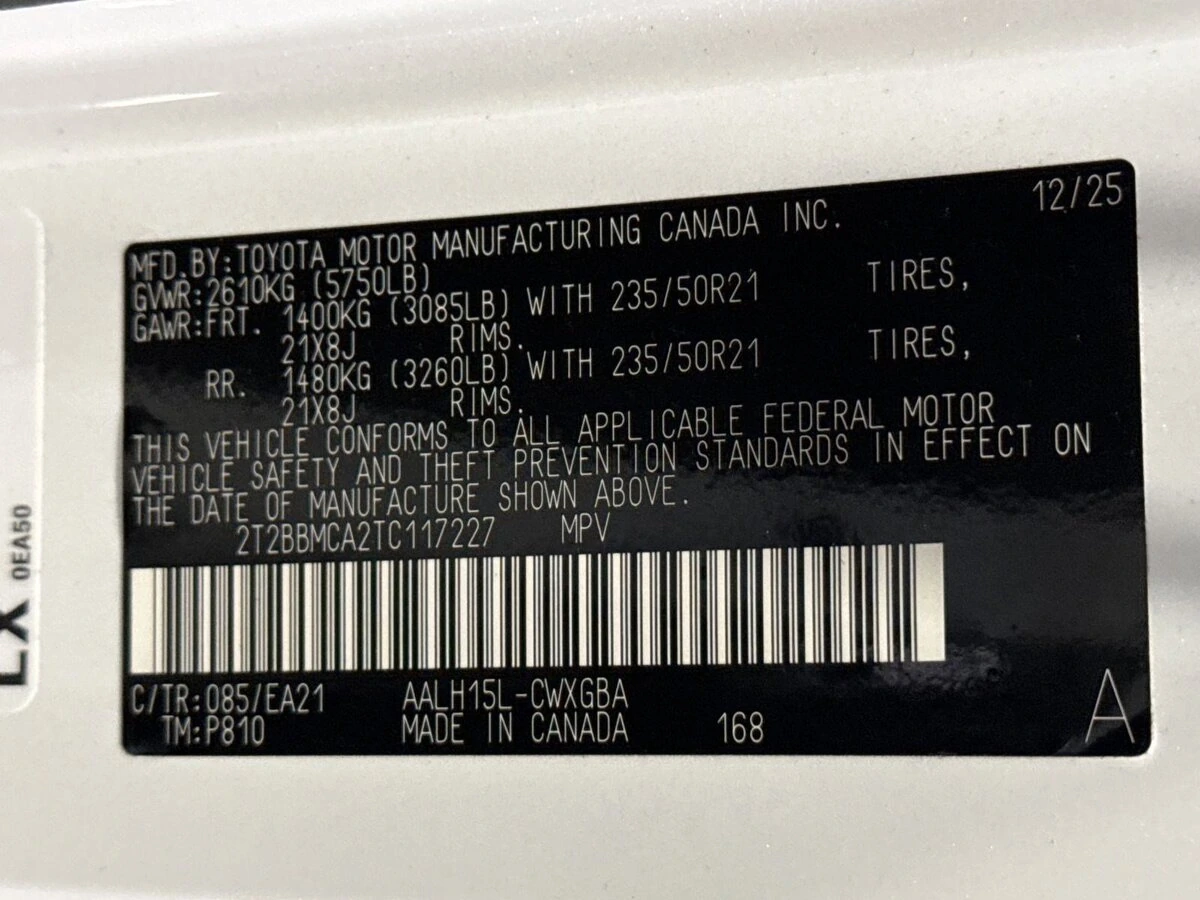 12/25
MFD.BY:TOYOTA MOTOR MANUFACTURING CANADA INC.
GVWR:2610KG (5750LB)
GAWR:FRT. 1400KG (3085LB) WITH 235/50R21 TIRES,
21X8J RIMS.
RR. 1480KG (3260LB) WITH 235/50R21 TIRES,
21X8J RIMS.
THIS VEHICLE CONFORMS TO ALL APPLICABLE FEDERAL MOTOR
VEHICLE SAFETY AND THEFT PREVENTION STANDARDS IN EFFECT ON
THE DATE OF MANUFACTURE SHOWN ABOVE.
2T2BBMCA2TC117227 MPV
C/TR:085/EA21 AALH15L-CWXGBA
TM:P810 MADE IN CANADA 168
A
LX
0EA50